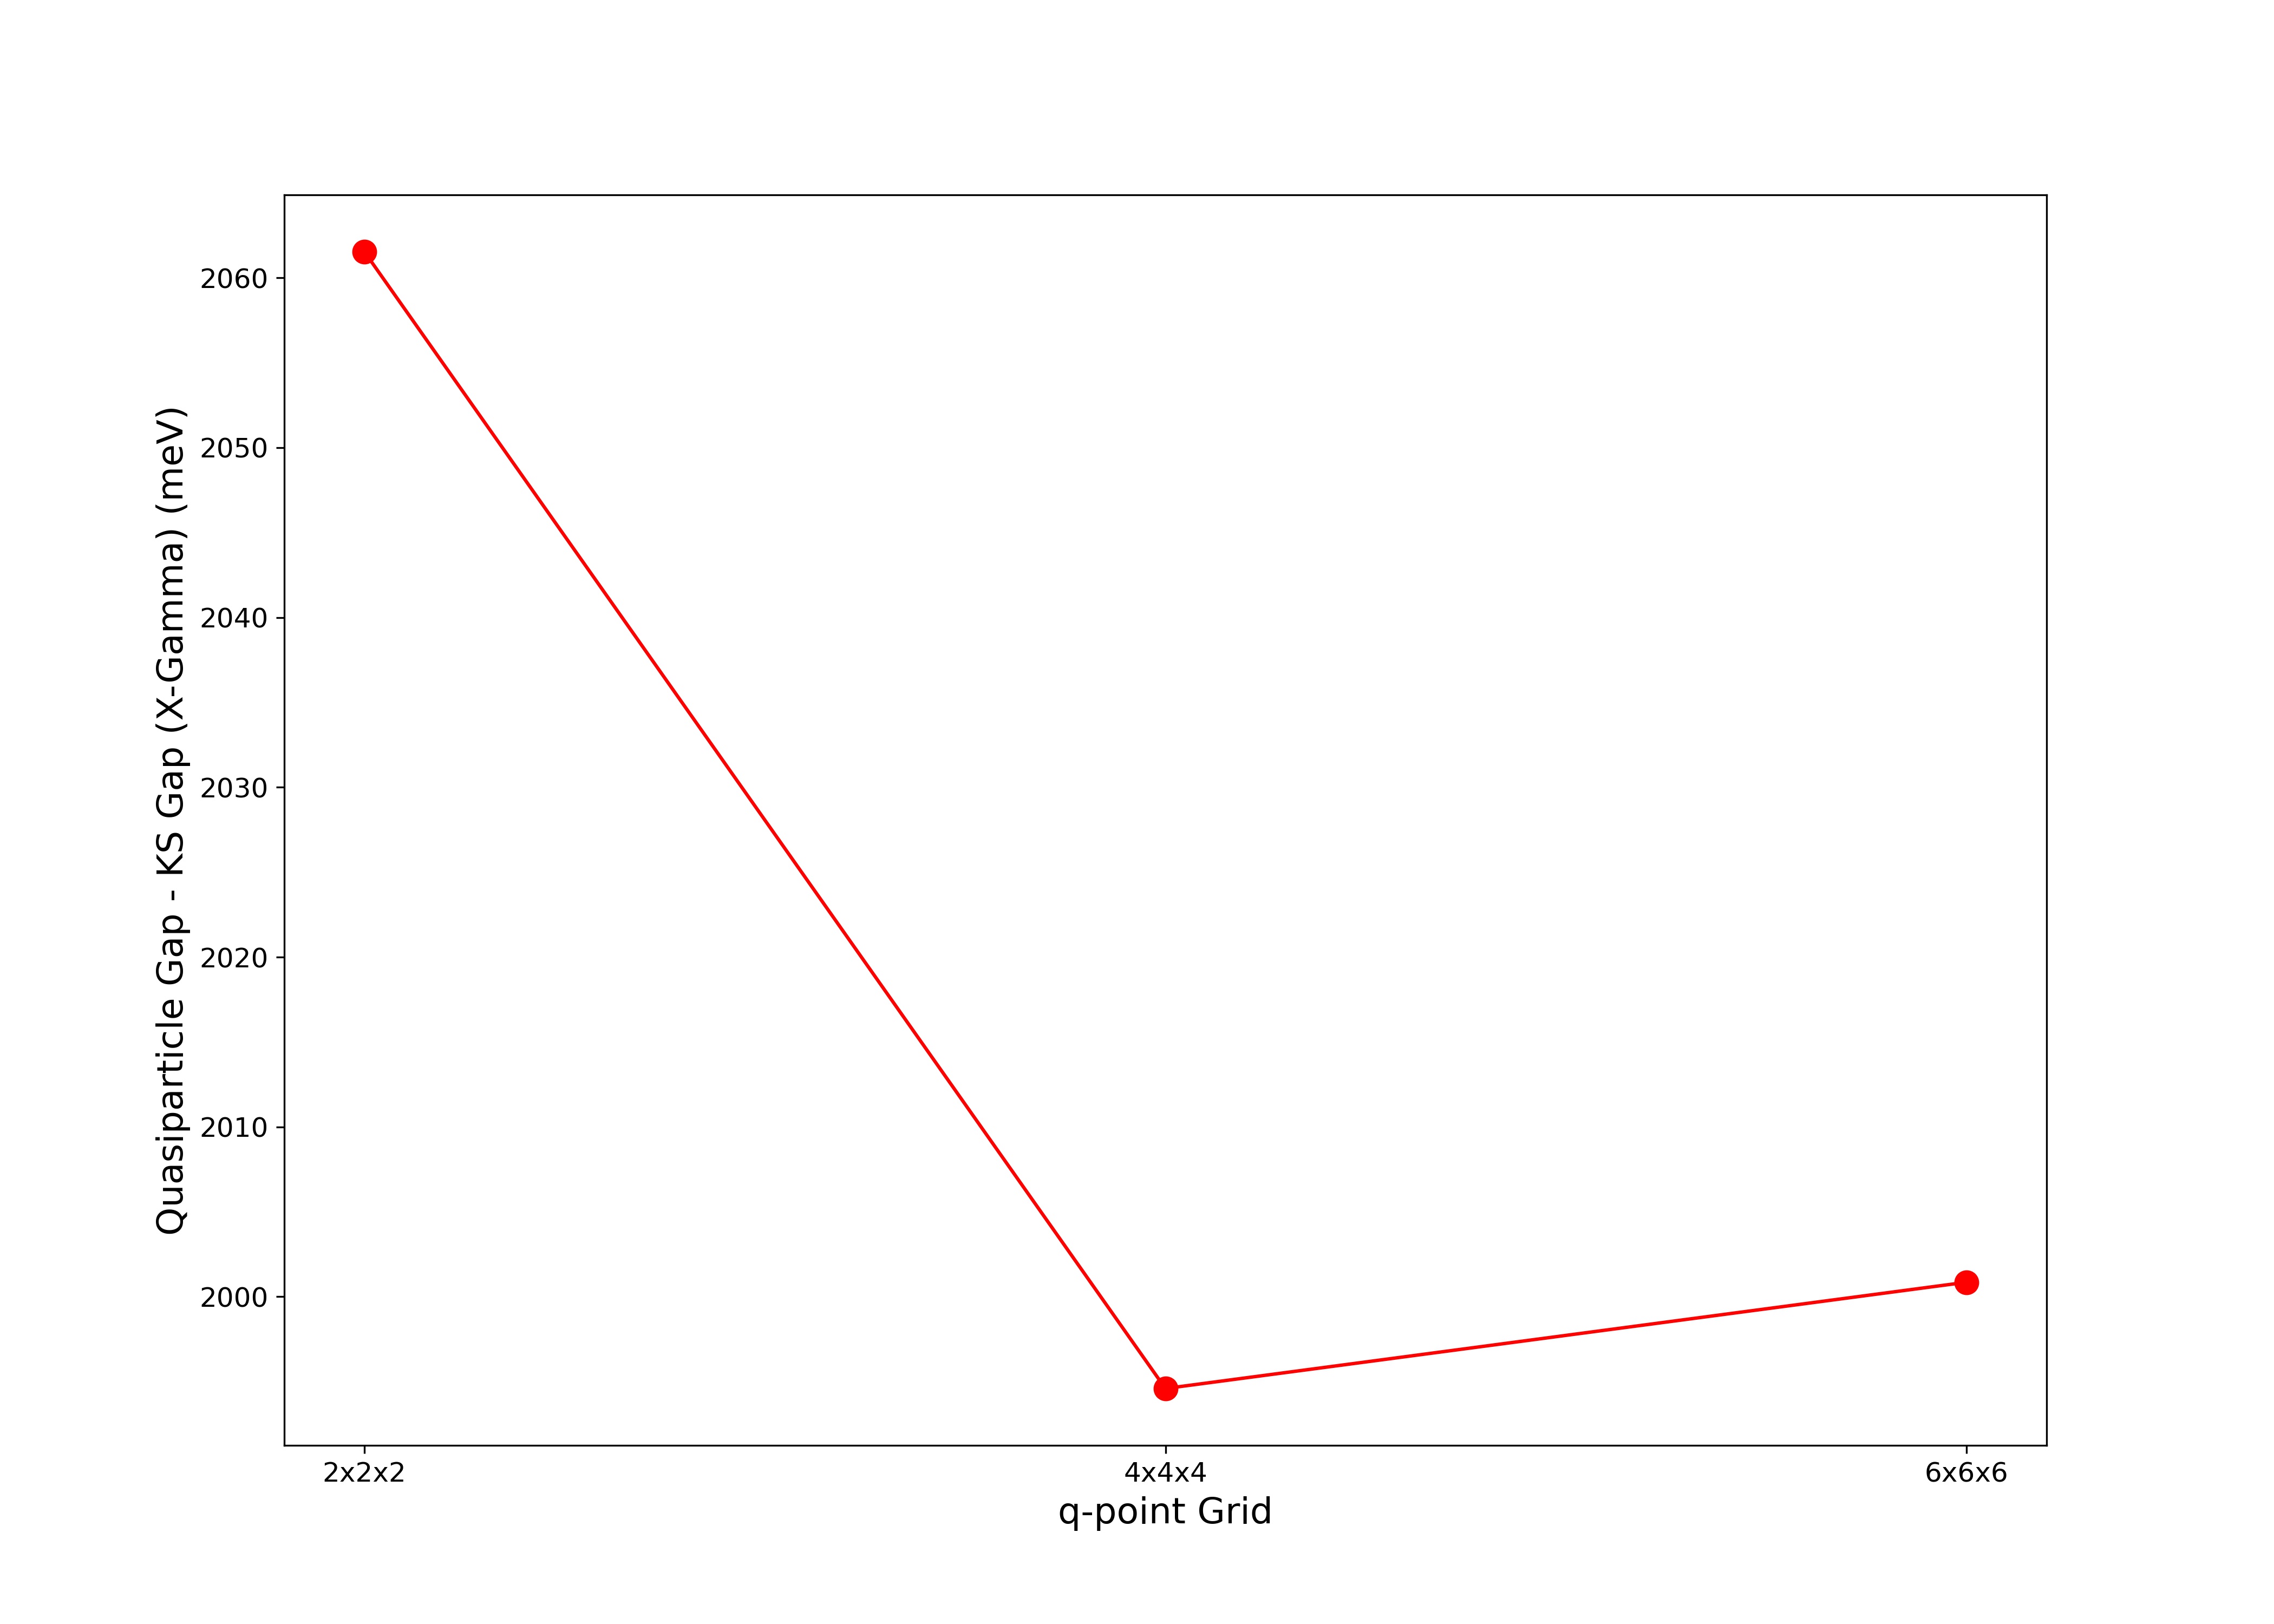 Quasiparticle Gap - KS Gap (X-Gamma) (meV)
2060
2050
2040
2030
2020
2010
2000
2x2x2
4x4x4
6x6x6
q-point Grid